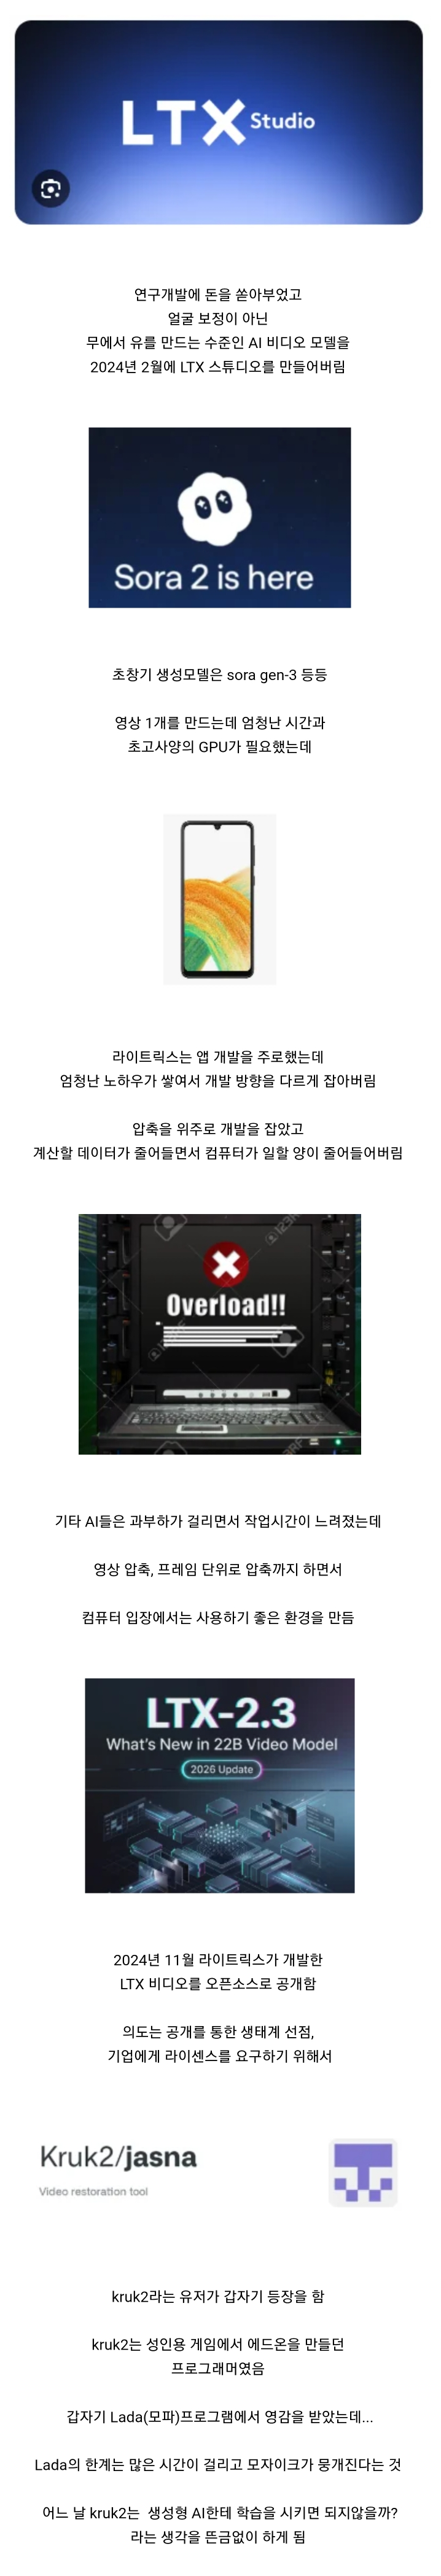 LTX Studio
연구개발에 돈을 쏟아부었고
얼굴 보정이 아닌
무에서 유를 만드는 수준인 AI 비디오 모델을
2024년 2월에 LTX 스튜디오를 만들어버림
Sora 2 is here
초창기 생성모델은 sora gen-3 등등
영상 1개를 만드는데 엄청난 시간과
초고사양의 GPU가 필요했는데
라이트릭스는 앱 개발을 주로했는데
엄청난 노하우가 쌓여서 개발 방향을 다르게 잡아버림
압축을 위주로 개발을 잡았고
계산할 데이터가 줄어들면서 컴퓨터가 일할 양이 줄어들어버림
Overload!!
123RF
기타 AI들은 과부하가 걸리면서 작업시간이 느려졌는데
영상 압축, 프레임 단위로 압축까지 하면서
컴퓨터 입장에서는 사용하기 좋은 환경을 만듬
LTX-2.3
What's New in 22B Video Model
2026 Update
2024년 11월 라이트릭스가 개발한
LTX 비디오를 오픈소스로 공개함
의도는 공개를 통한 생태계 선점,
기업에게 라이센스를 요구하기 위해서
Kruk2/jasna
Video restoration tool
kruk2라는 유저가 갑자기 등장을 함
kruk2는 성인용 게임에서 에드온을 만들던
프로그래머였음
갑자기 Lada(모파)프로그램에서 영감을 받았는데...
Lada의 한계는 많은 시간이 걸리고 모자이크가 뭉개진다는 것
어느 날 kruk2는 생성형 AI한테 학습을 시키면 되지않을까?
라는 생각을 뜬금없이 하게 됨